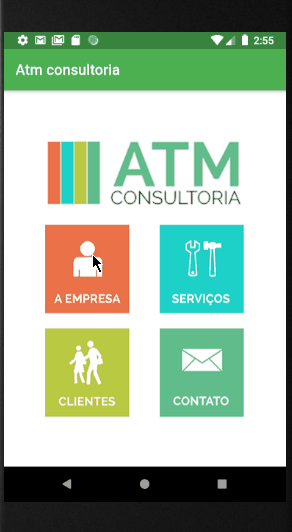 2:55
Atm consultoria
ATM
CONSULTORIA
A EMPRESA
SERVIÇOS
CLIENTES
CONTATO